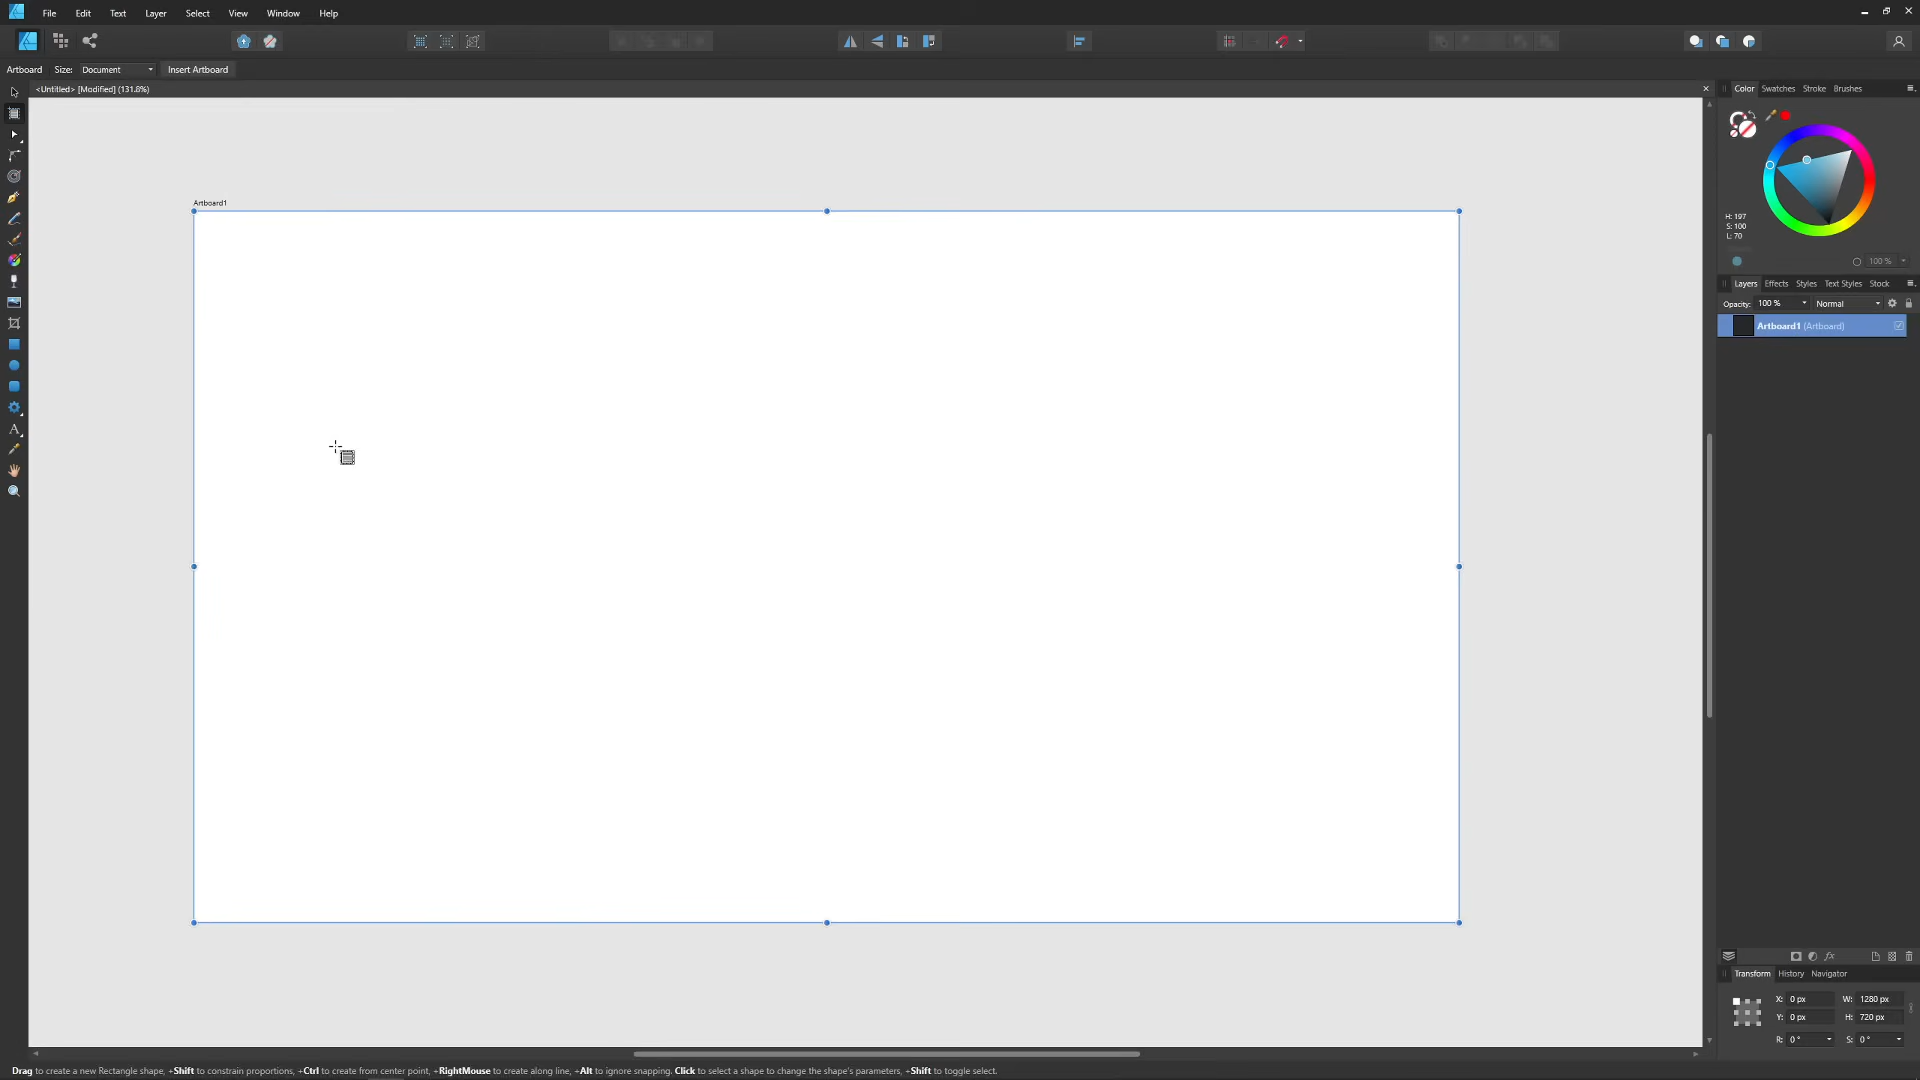 File Edit Text Layer Select View Window Help
Artboard Size: Document Insert Artboard
<Untitled> [Modified] (131.8%)
Color Swatches Stroke Brushes
Artboard1
H: 197
S: 100
L: 70
100 %
Layers Effects Styles Text Styles Stock
Opacity: 100 % Normal
Artboard1 (Artboard)
A
fx
Transform History Navigator
X: 0 px W: 1280 px
Y: 0 px H: 720 px
R: 0 ° S: 0 °
Drag to create a new Rectangle shape, +Shift to constrain proportions, +Ctrl to create from center point, +RightMouse to create along line, +Alt to ignore snapping. Click to select a shape to change the shape's parameters, +Shift to toggle select.